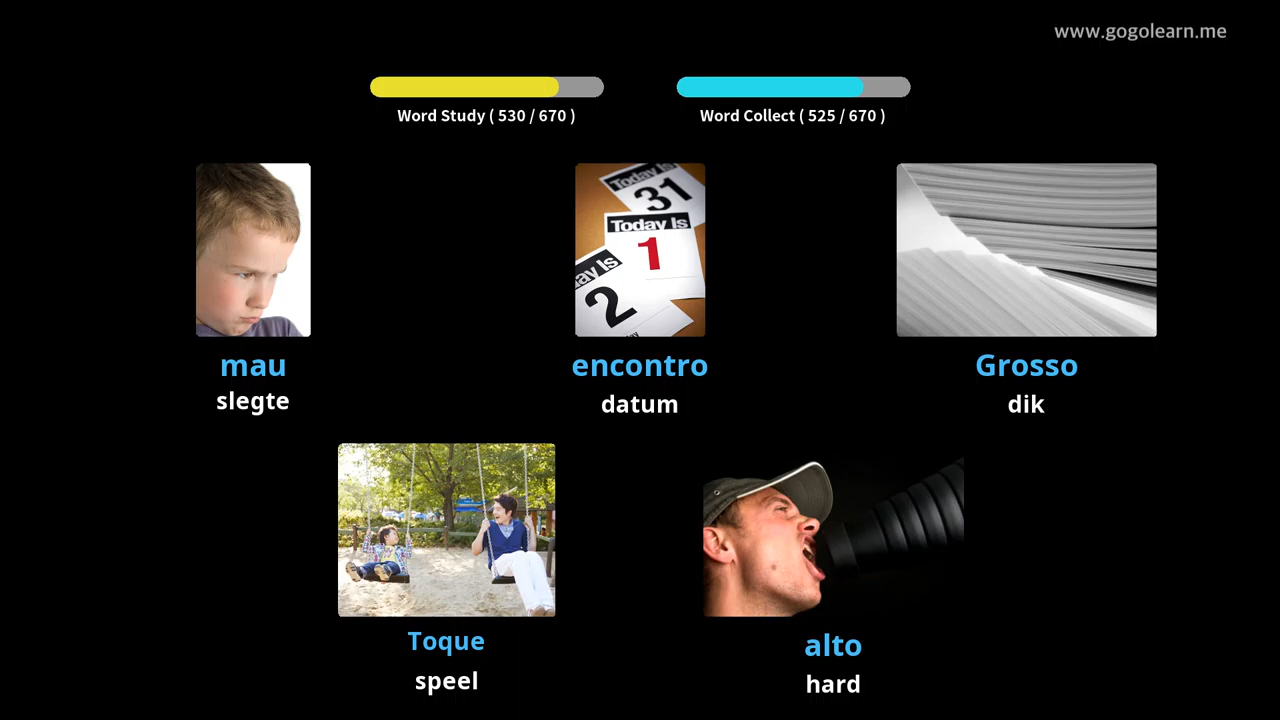 www.gogolearn.me
Word Study ( 530 / 670 )
Word Collect ( 525 / 670 )
Today Is
31
Today Is
1
ay Is
2
mau
encontro
Grosso
slegte
datum
dik
Toque
alto
speel
hard